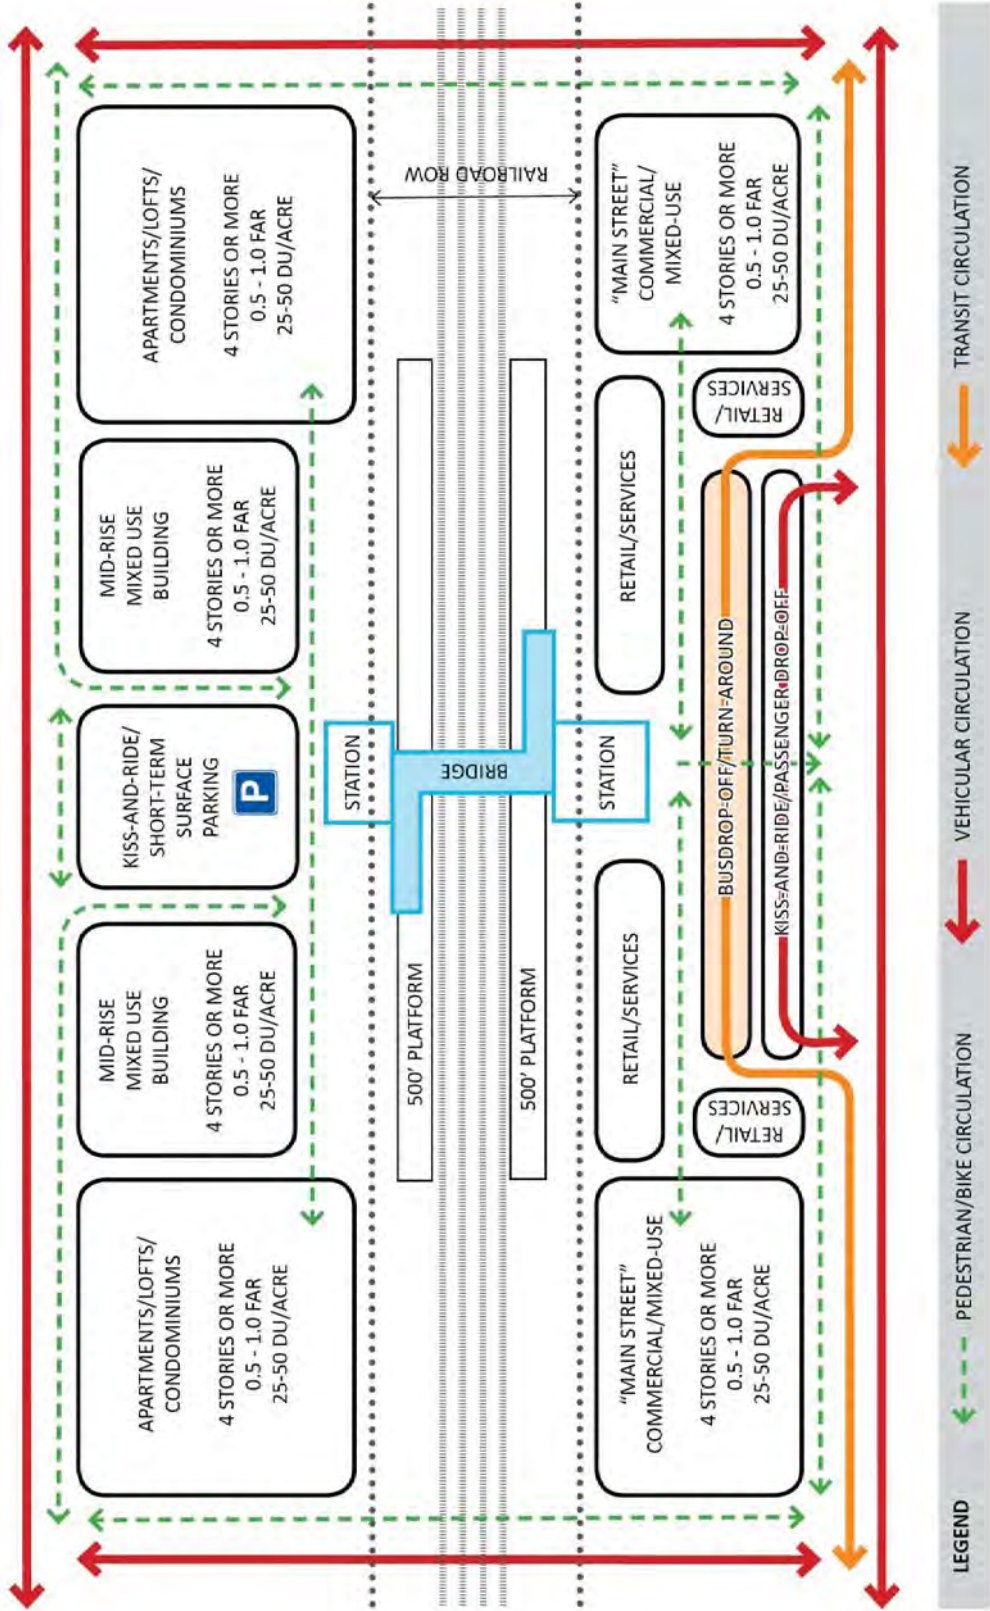 APARTMENTS/LOFTS/
CONDOMINIUMS
4 STORIES OR MORE
0.5 - 1.0 FAR
25-50 DU/ACRE
MID-RISE
MIXED USE
BUILDING
4 STORIES OR MORE
0.5 - 1.0 FAR
25-50 DU/ACRE
KISS-AND-RIDE/
SHORT-TERM
SURFACE
PARKING
P
MID-RISE
MIXED USE
BUILDING
4 STORIES OR MORE
0.5 - 1.0 FAR
25-50 DU/ACRE
APARTMENTS/LOFTS/
CONDOMINIUMS
4 STORIES OR MORE
0.5 - 1.0 FAR
25-50 DU/ACRE
STATION
500' PLATFORM
BRIDGE
RAILROAD ROW
500' PLATFORM
STATION
"MAIN STREET"
COMMERCIAL/MIXED-USE
4 STORIES OR MORE
0.5 - 1.0 FAR
25-50 DU/ACRE
RETAIL/SERVICES
RETAIL/SERVICES
"MAIN STREET"
COMMERCIAL/
MIXED-USE
4 STORIES OR MORE
0.5 - 1.0 FAR
25-50 DU/ACRE
RETAIL/
SERVICES
BUSDROP-OFF/TURN-AROUND
KISS-AND-RIDE/PASSENGER DROP-OFF
RETAIL/
SERVICES
LEGEND
PEDESTRIAN/BIKE CIRCULATION
VEHICULAR CIRCULATION
TRANSIT CIRCULATION